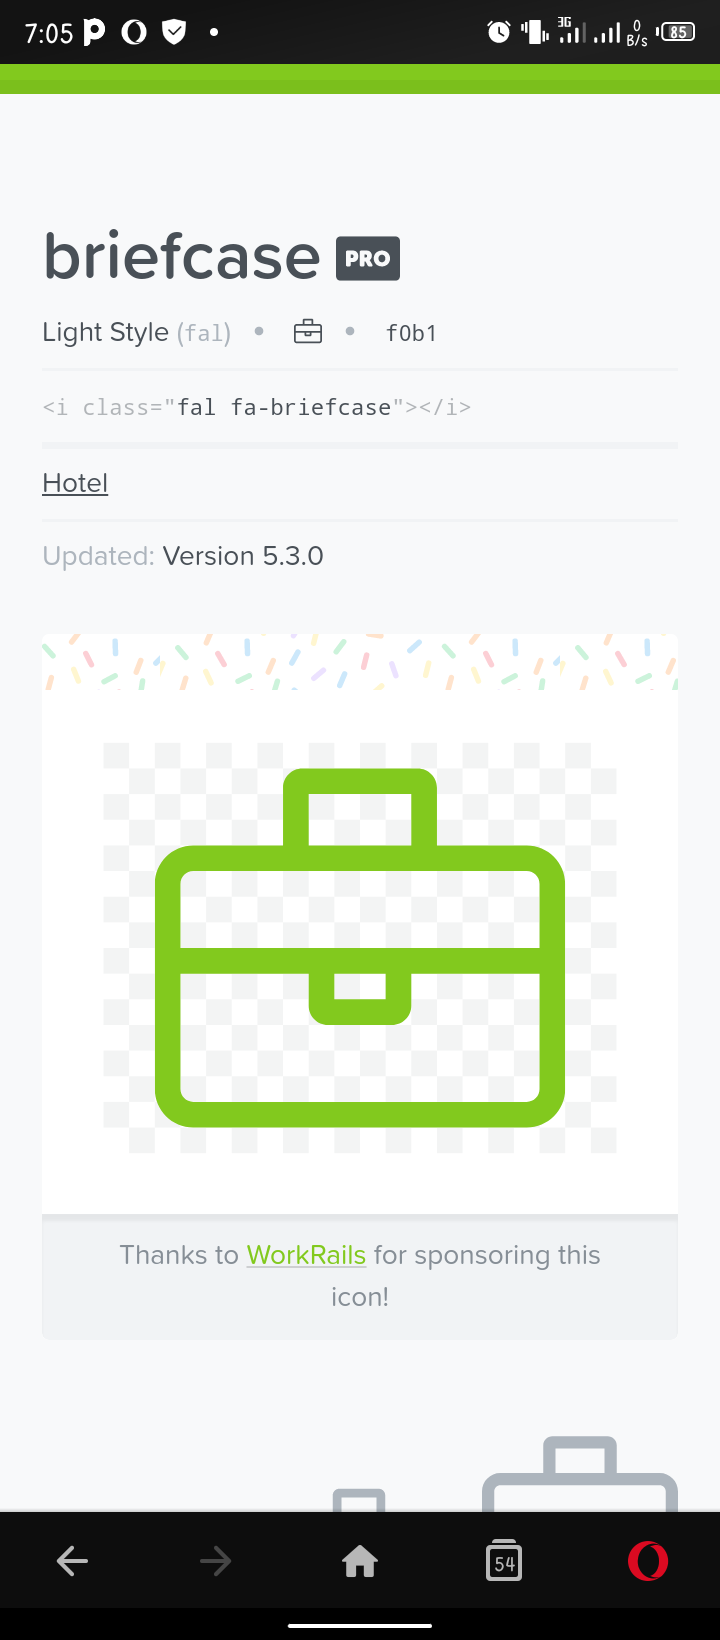 7:05
3G
0
B/s
85
briefcase PRO
Light Style (fal) • • f0b1
<i class="fal fa-briefcase"></i>
Hotel
Updated: Version 5.3.0
Thanks to WorkRails for sponsoring this
icon!
54